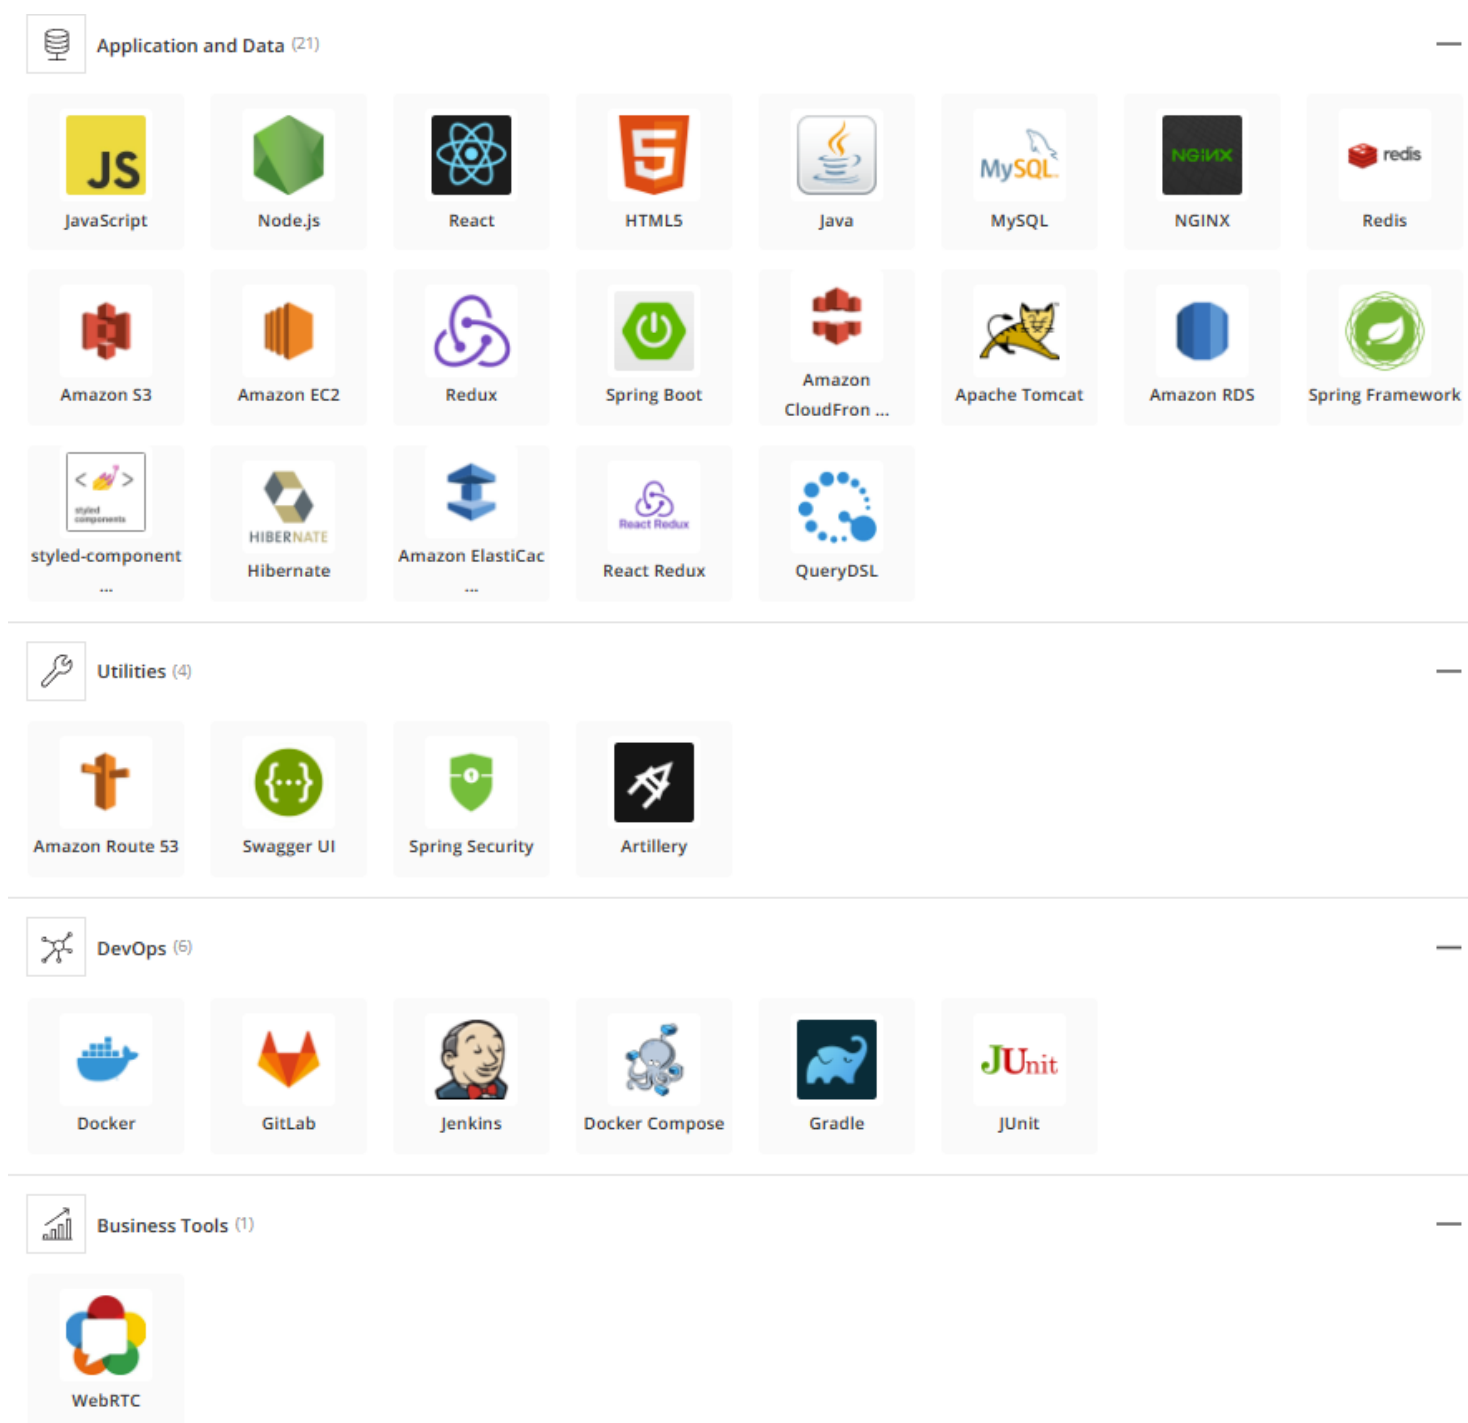 Application and Data (21)
JS
NGINX
MySQL
redis
JavaScript
Node.js
React
HTML5
Java
MySQL
NGINX
Redis
Amazon S3
Amazon EC2
Redux
Spring Boot
Amazon
CloudFron ...
Apache Tomcat
Amazon RDS
Spring Framework
styled
components
styled-component
...
HIBERNATE
Hibernate
Amazon ElastiCac
...
React Redux
React Redux
QueryDSL
Utilities (4)
Amazon Route 53
Swagger UI
Spring Security
Artillery
DevOps (6)
JUnit
Docker
GitLab
Jenkins
Docker Compose
Gradle
JUnit
Business Tools (1)
WebRTC